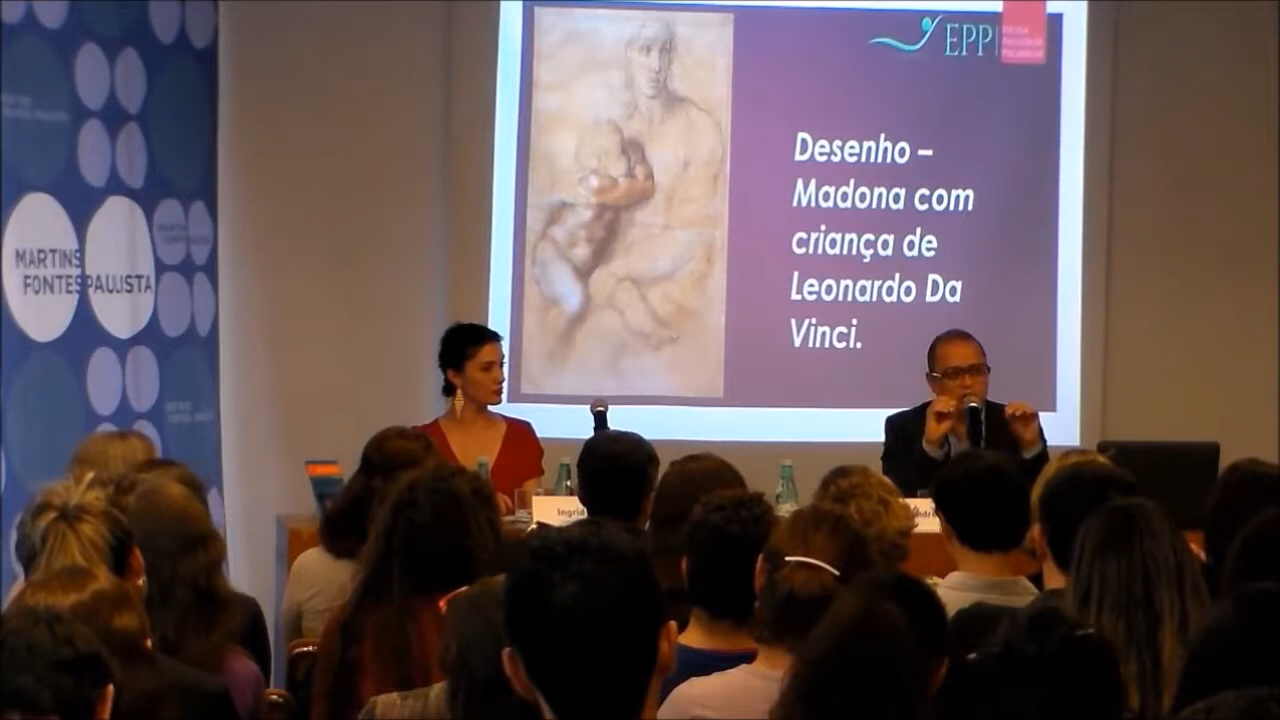 EPP
Desenho –
Madona com
criança de
Leonardo Da
Vinci.
MARTINS
FONTES PAULISTA
Ingrid